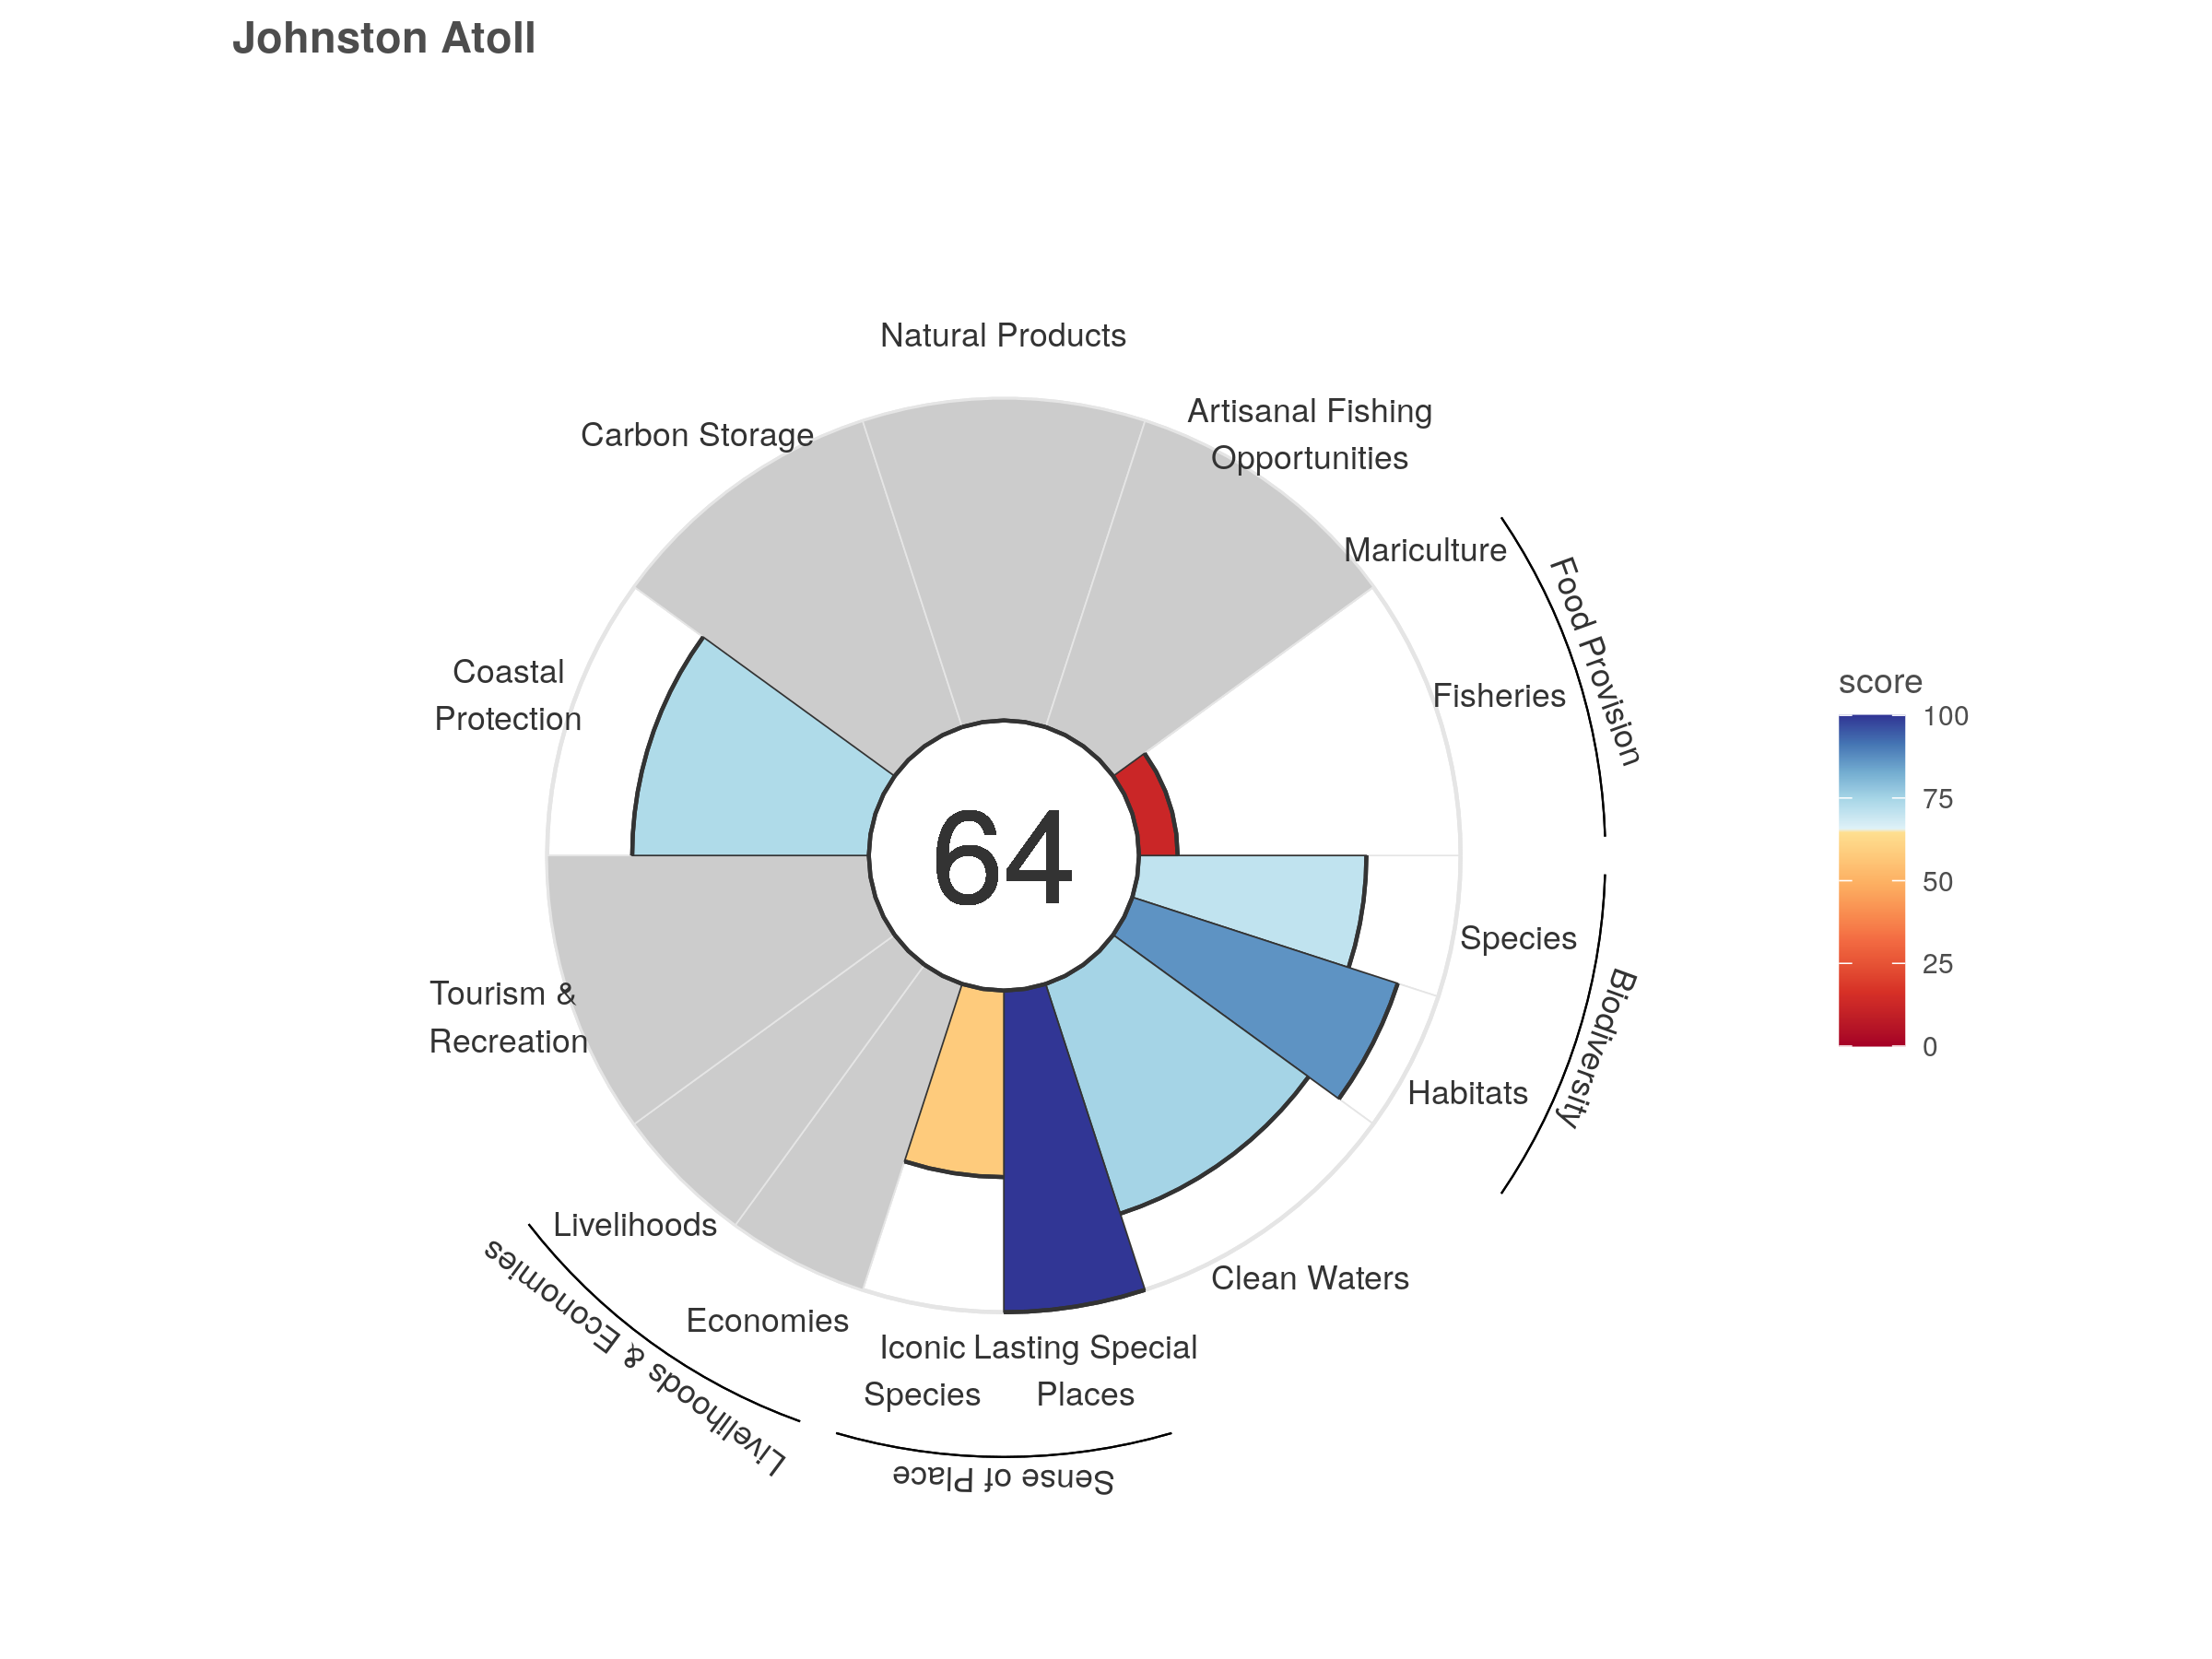 Johnston Atoll
Natural Products
Artisanal Fishing
Opportunities
Carbon Storage
Mariculture
Food Provision
Fisheries
Coastal
Protection
64
score
100
75
50
25
0
Species
Biodiversity
Habitats
Tourism &
Recreation
Livelihoods
Livelihoods & Economies
Economies
Clean Waters
Iconic
Species
Lasting Special
Places
Sense of Place